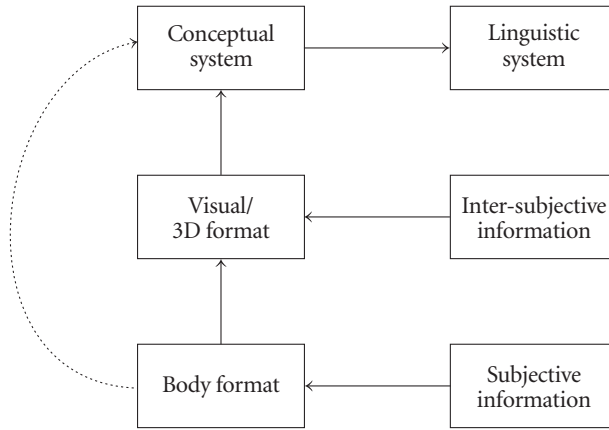 Conceptual
system
Linguistic
system
Visual/
3D format
Inter-subjective
information
Body format
Subjective
information